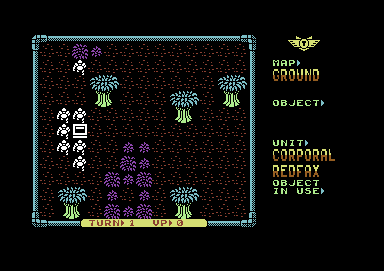 MAP
GROUND
OBJECT
UNIT
CORPORAL
REDFAX
OBJECT
IN USE
TURN 1 VP 0